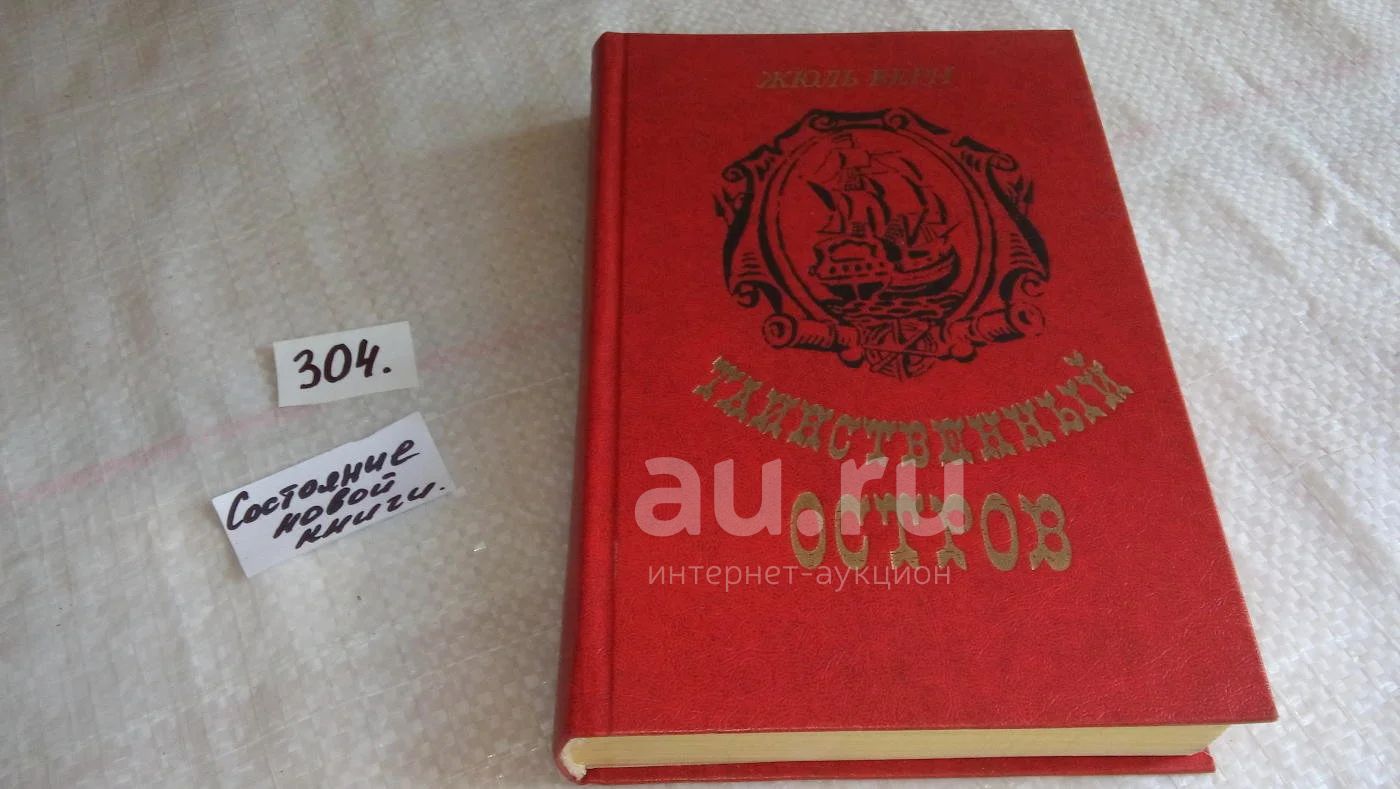 ЖЮЛЬ ВЕРН
ТАИНСТВЕННЫЙ
ОСТРОВ
304.
Состояние
новой
книги.
au.ru
интернет-аукцион